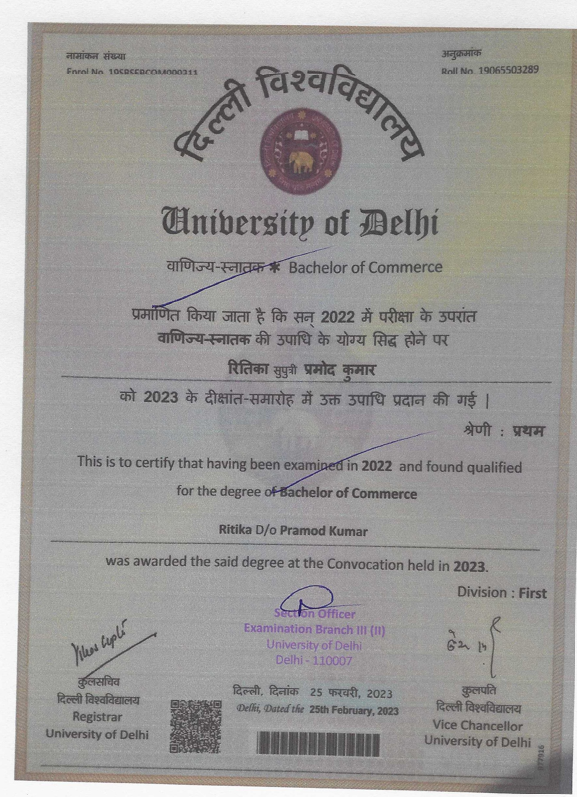 नामांकन संख्या
अनुक्रमांक
Enrol No.
Roll No. 19065503289
दिल्ली विश्वविद्यालय
University of Delhi
वाणिज्य-स्नातक * Bachelor of Commerce
प्रमाणित किया जाता है कि सन् 2022 में परीक्षा के उपरांत
वाणिज्य-स्नातक की उपाधि के योग्य सिद्ध होने पर
रितिका सुपुत्री प्रमोद कुमार
को 2023 के दीक्षांत-समारोह में उक्त उपाधि प्रदान की गई |
श्रेणी : प्रथम
This is to certify that having been examined in 2022 and found qualified
for the degree of Bachelor of Commerce
Ritika D/o Pramod Kumar
was awarded the said degree at the Convocation held in 2023.
Division : First
Section Officer
Examination Branch III (II)
University of Delhi
Delhi - 110007
कुलसचिव
दिल्ली विश्वविद्यालय
Registrar
University of Delhi
दिल्ली, दिनांक 25 फरवरी, 2023
Delhi, Dated the 25th February, 2023
कुलपति
दिल्ली विश्वविद्यालय
Vice Chancellor
University of Delhi